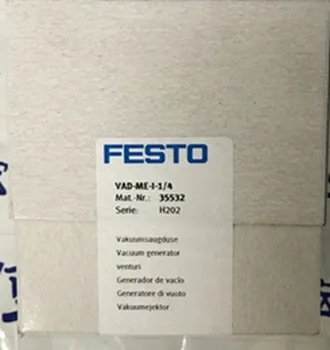 FESTO
VAD-ME-I-1/4
Mat.-Nr.: 35532
Serie: H202
Vakuumsaugduse
Vacuum generator
venturi
Generador de vacío
Generatore di vuoto
Vakuumejektor